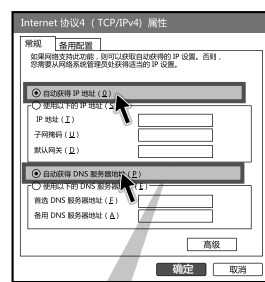 Internet 协议4 （TCP/IPv4) 属性
常规 备用配置
如果网络支持此功能，则可以获取自动获得的 IP 设置。否则，
您需要从网络系统管理员处获得适当的 IP 设置。
自动获得 IP 地址 ( O )
使用以下的 IP 地址 (
IP 地址 ( I )
子网掩码 ( U )
默认网关 ( D )
自动获得 DNS 服务器地址 ( P )
使用以下的 DNS 服务器
首选 DNS 服务器地址 ( F )
备用 DNS 服务器地址 ( A )
高级
确定 取消